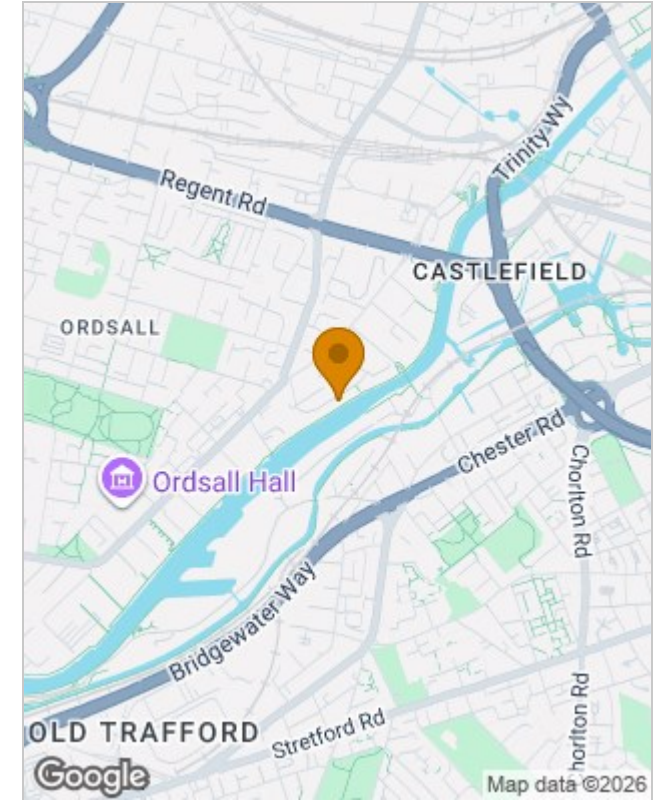 Trinity Wy
Regent Rd
CASTLEFIELD
ORDSALL
Chester Rd
Chorlton Rd
Ordsall Hall
Bridgewater Way
horlton Rd
OLD TRAFFORD
Stretford Rd
Google
Map data ©2026